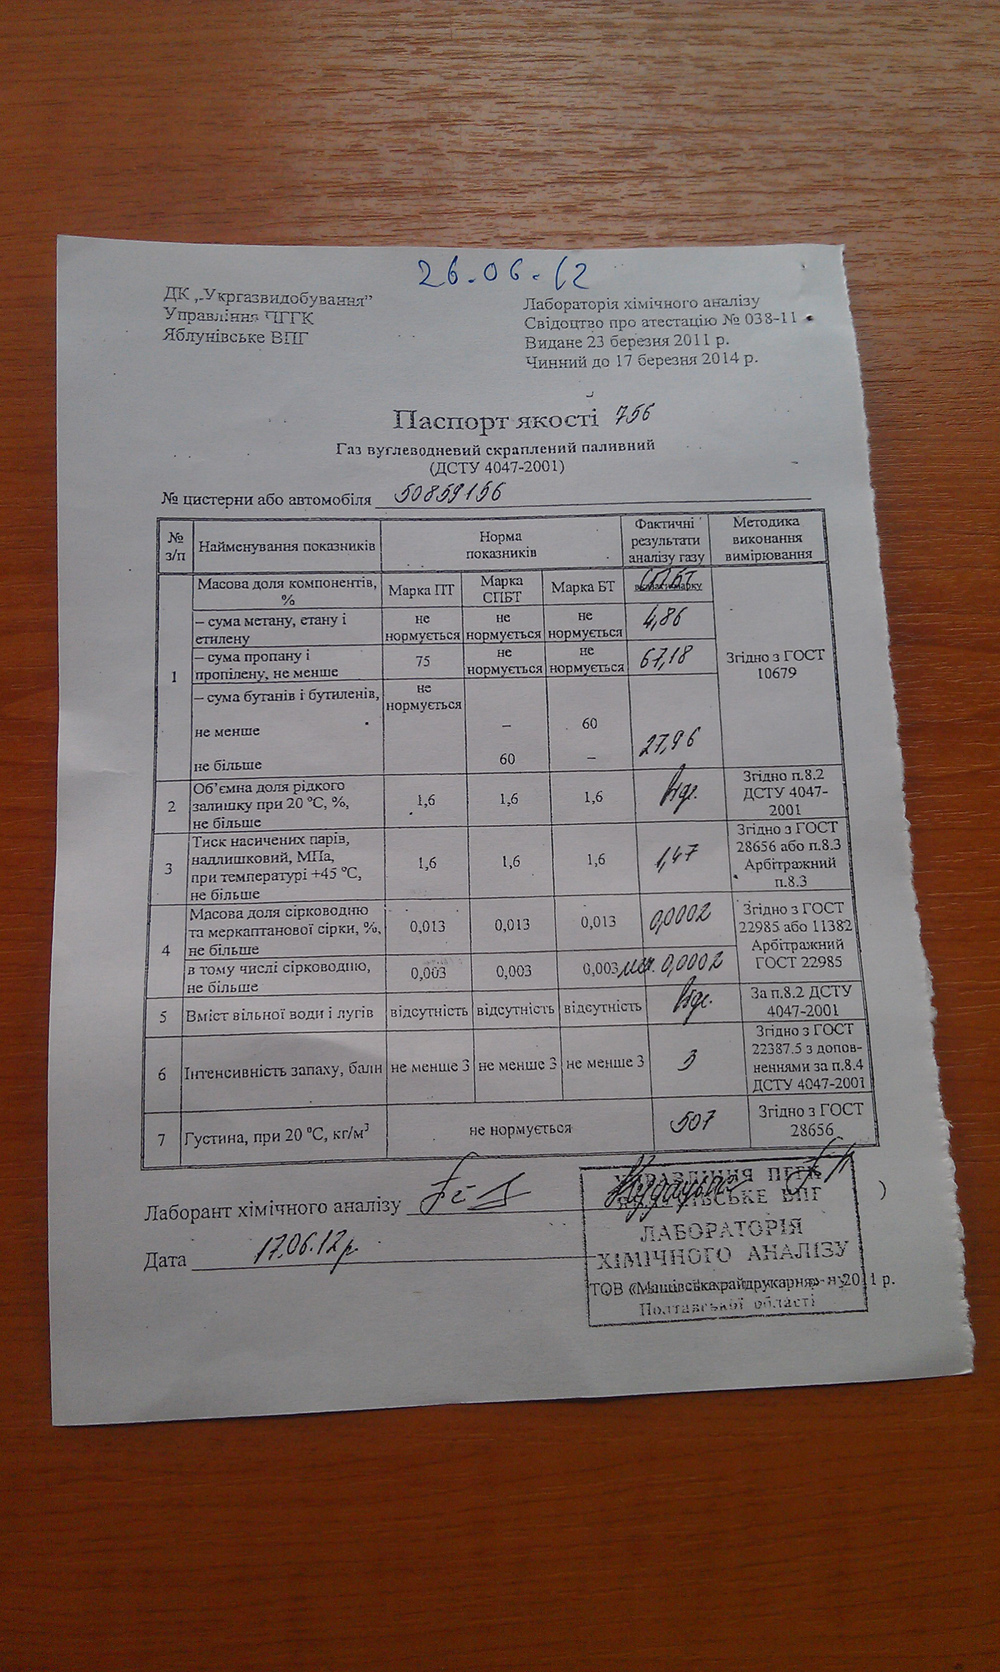 26.06.12
ДК „Укргазвидобування”
Управління ПГГК
Яблунівське ВПГ
Лабораторія хімічного аналізу
Свідоцтво про атестацію № 038-11
Видане 23 березня 2011 р.
Чинний до 17 березня 2014 р.
Паспорт якості 756
Газ вуглеводневий скраплений паливний
(ДСТУ 4047-2001)
№ цистерни або автомобіля 50859156
№ з/п Найменування показників Норма показників Фактичні результати аналізу газу Методика виконання вимірювання
1 Масова доля компонентів, % Марка ПТ Марка СПБТ Марка БТ СПБТ
– сума метану, етану і етилену не нормується не нормується не нормується 4,86
– сума пропану і пропілену, не менше 75 не нормується не нормується 67,18 Згідно з ГОСТ 10679
– сума бутанів і бутиленів, не нормується
не менше – 60
не більше 60 – 27,96
2 Об’ємна доля рідкого залишку при 20 °С, %, не більше 1,6 1,6 1,6 відс. Згідно п.8.2 ДСТУ 4047-2001
3 Тиск насичених парів, надлишковий, МПа, при температурі +45 °С, не більше 1,6 1,6 1,6 1,47 Згідно з ГОСТ 28656 або п.8.3 Арбітражний п.8.3
4 Масова доля сірководню та меркаптанової сірки, %, не більше 0,013 0,013 0,013 0,0002 Згідно з ГОСТ 22985 або 11382 Арбітражний ГОСТ 22985
в тому числі сірководню, не більше 0,003 0,003 0,003 мен. 0,0002
5 Вміст вільної води і лугів відсутність відсутність відсутність відс. За п.8.2 ДСТУ 4047-2001
6 Інтенсивність запаху, бали не менше 3 не менше 3 не менше 3 3 Згідно з ГОСТ 22387.5 з доповненнями за п.8.4 ДСТУ 4047-2001
7 Густина, при 20 °С, кг/м³ не нормується 507 Згідно з ГОСТ 28656
Лаборант хімічного аналізу
Дата 17.06.12р.
УПРАВЛІННЯ ПГГК
ЯБЛУНІВСЬКЕ ВПГ
ЛАБОРАТОРІЯ
ХІМІЧНОГО АНАЛІЗУ
ТОВ «Машівська райдрукарня» 2011 р.
Полтавської області